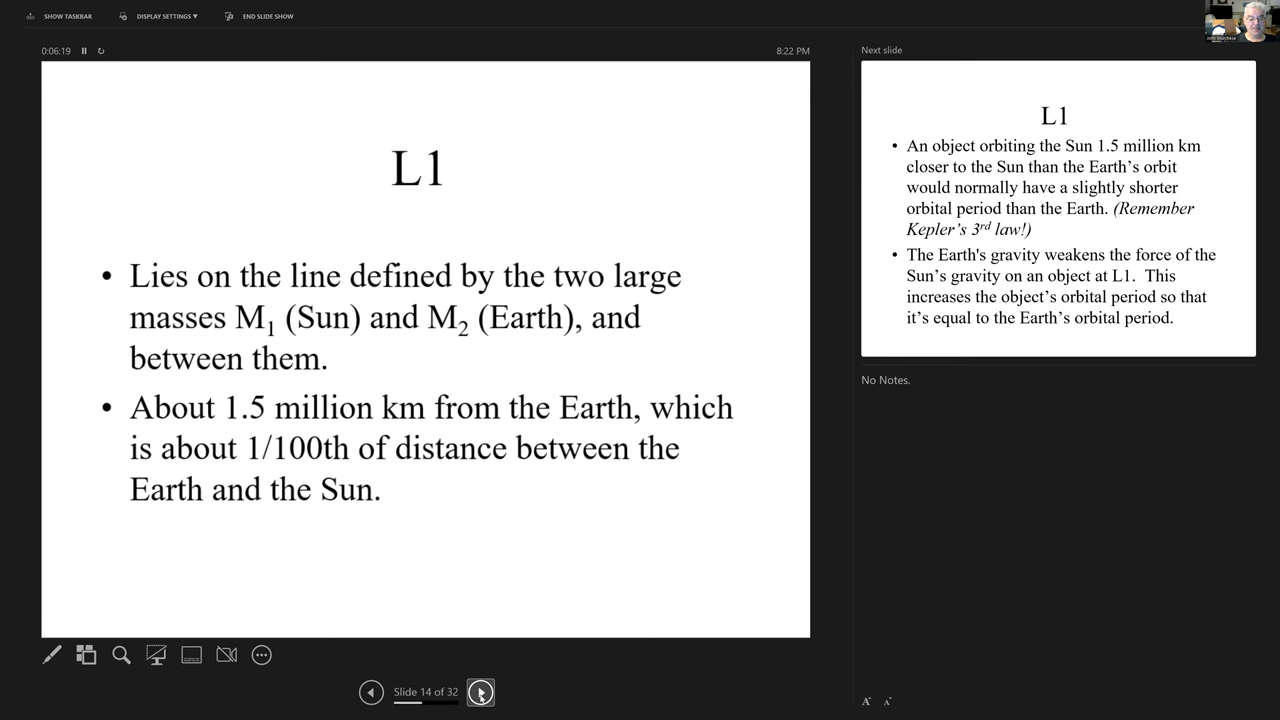 SHOW TASKBAR
DISPLAY SETTINGS ▼
END SLIDE SHOW
0:06:19
8:22 PM
L1
• Lies on the line defined by the two large
masses M₁ (Sun) and M₂ (Earth), and
between them.
• About 1.5 million km from the Earth, which
is about 1/100th of distance between the
Earth and the Sun.
Slide 14 of 32
Next slide
L1
• An object orbiting the Sun 1.5 million km
closer to the Sun than the Earth’s orbit
would normally have a slightly shorter
orbital period than the Earth. (Remember
Kepler’s 3rd law!)
• The Earth's gravity weakens the force of the
Sun’s gravity on an object at L1. This
increases the object’s orbital period so that
it’s equal to the Earth’s orbital period.
No Notes.
A A